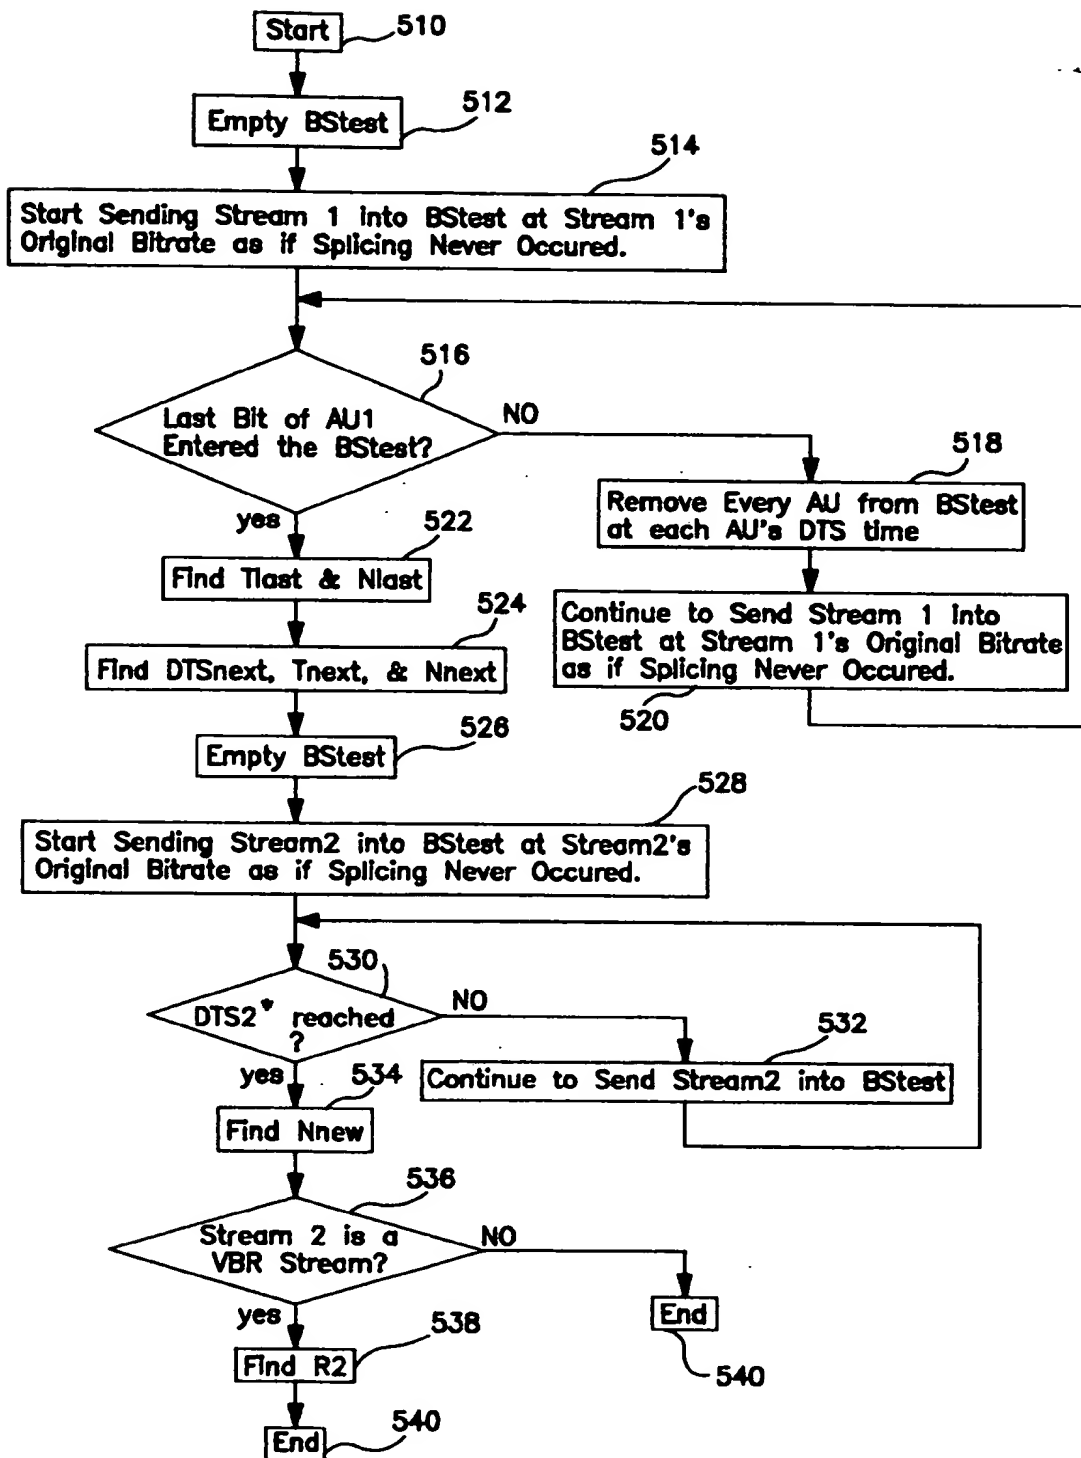 Start
510
Empty BStest
512
514
Start Sending Stream 1 into BStest at Stream 1's
Original Bitrate as if Splicing Never Occured.
516
Last Bit of AU1
Entered the BStest?
NO
yes
518
Remove Every AU from BStest
at each AU's DTS time
Continue to Send Stream 1 into
BStest at Stream 1's Original Bitrate
as if Splicing Never Occured.
520
522
Find Tlast & Nlast
524
Find DTSnext, Tnext, & Nnext
526
Empty BStest
528
Start Sending Stream2 into BStest at Stream2's
Original Bitrate as if Splicing Never Occured.
530
DTS2* reached
?
NO
yes
532
Continue to Send Stream2 into BStest
534
Find Nnew
536
Stream 2 is a
VBR Stream?
NO
yes
End
540
538
Find R2
End
540